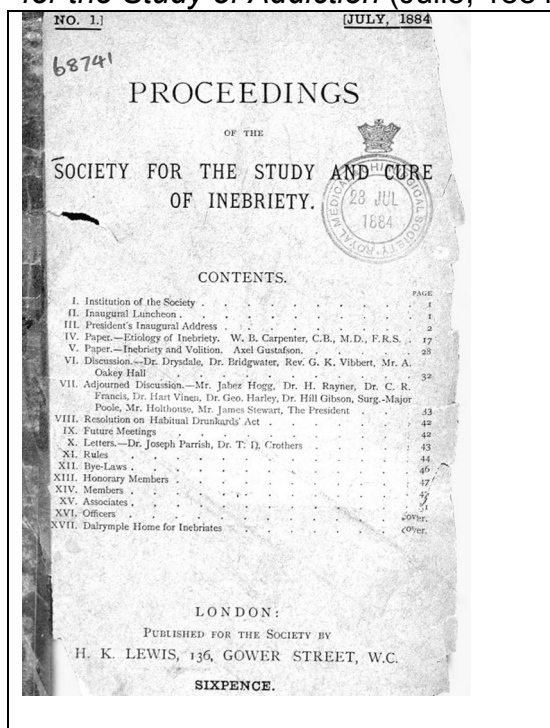 for the Study of Addiction (Julio, 1884
NO. 1.]
[JULY, 1884
68741
PROCEEDINGS
OF THE
SOCIETY FOR THE STUDY AND CURE
OF INEBRIETY.
ROYAL MEDICAL & CHIRURGICAL SOCIETY
23 JUL
1884
CONTENTS.
PAGE
I. Institution of the Society . . . . . . . . . 1
II. Inaugural Luncheon . . . . . . . . . 1
III. President's Inaugural Address . . . . . . . . 2
IV. Paper.—Etiology of Inebriety. W. B. Carpenter, C.B., M.D., F.R.S. . 17
V. Paper.—Inebriety and Volition. Axel Gustafson. . . . . . 28
VI. Discussion.—Dr. Drysdale, Dr. Bridgwater, Rev. G. K. Vibbert, Mr. A.
Oakey Hall . . . . . . . . . 32
VII. Adjourned Discussion.—Mr. Jabez Hogg, Dr. H. Rayner, Dr. C. R.
Francis, Dr. Hart Vinen, Dr. Geo. Harley, Dr. Hill Gibson, Surg.-Major
Poole, Mr. Holthouse, Mr. James Stewart, The President . . 33
VIII. Resolution on Habitual Drunkards' Act . . . . . . 42
IX. Future Meetings . . . . . . . . . 42
X. Letters.—Dr. Joseph Parrish, Dr. T. D. Crothers . . . . 43
XI. Rules . . . . . . . . . . 44
XII. Bye-Laws . . . . . . . . . . 46
XIII. Honorary Members . . . . . . . . . 47
XIV. Members . . . . . . . . . .
XV. Associates . . . . . . . . . . 51
XVI. Officers . . . . . . . . . . cover.
XVII. Dalrymple Home for Inebriates . . . . . . . cover.
LONDON:
PUBLISHED FOR THE SOCIETY BY
H. K. LEWIS, 136, GOWER STREET, W.C.
SIXPENCE.